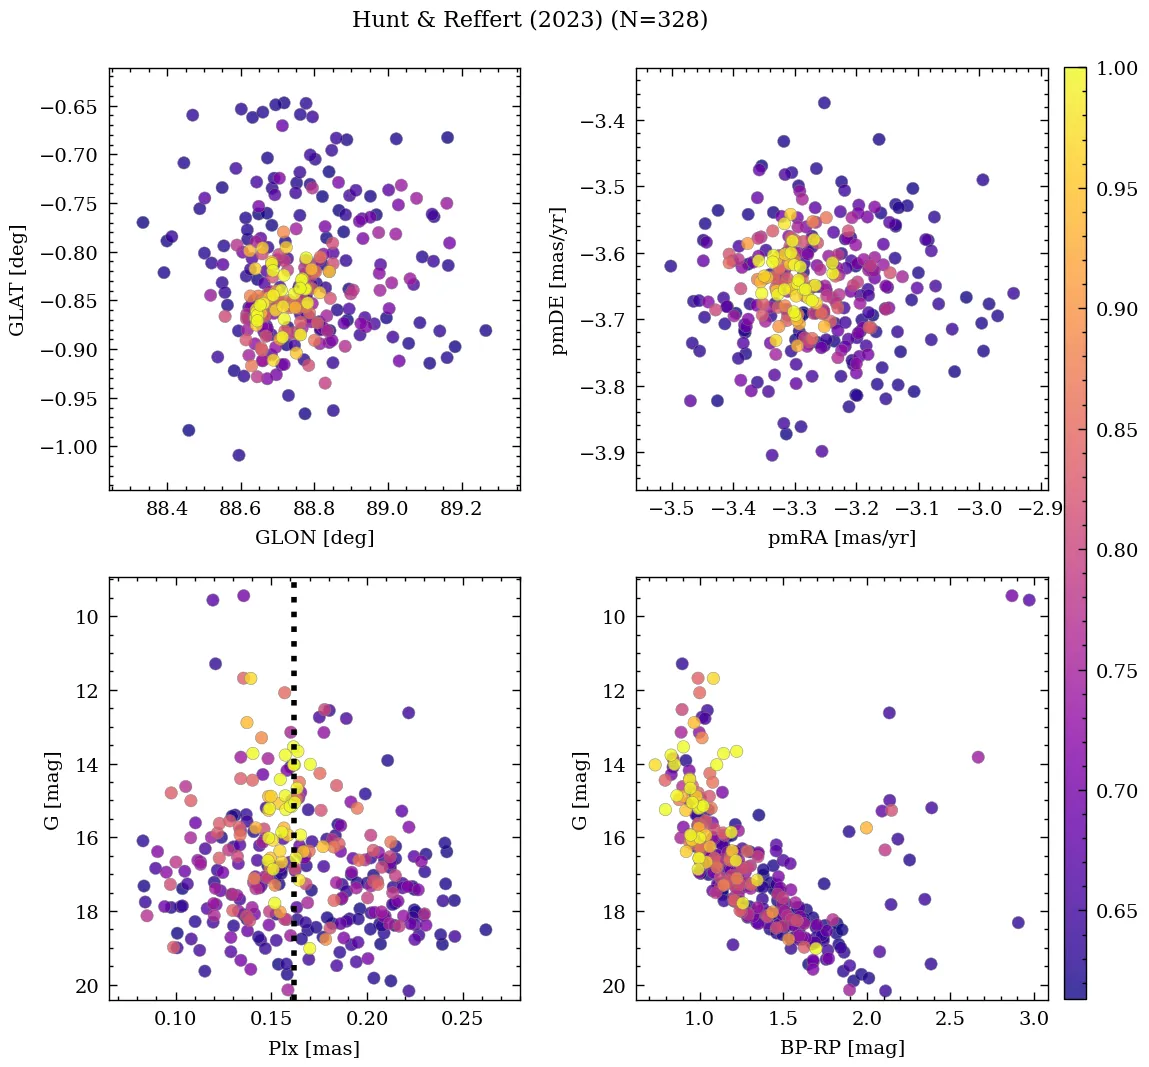 Hunt & Reffert (2023) (N=328)
−0.65
−0.70
−0.75
−0.80
−0.85
−0.90
−0.95
−1.00
GLAT [deg]
88.4 88.6 88.8 89.0 89.2
GLON [deg]
−3.4
−3.5
−3.6
−3.7
−3.8
−3.9
pmDE [mas/yr]
−3.5 −3.4 −3.3 −3.2 −3.1 −3.0 −2.9
pmRA [mas/yr]
1.00
0.95
0.90
0.85
0.80
0.75
0.70
0.65
10
12
14
16
18
20
G [mag]
0.10 0.15 0.20 0.25
Plx [mas]
10
12
14
16
18
20
G [mag]
1.0 1.5 2.0 2.5 3.0
BP-RP [mag]